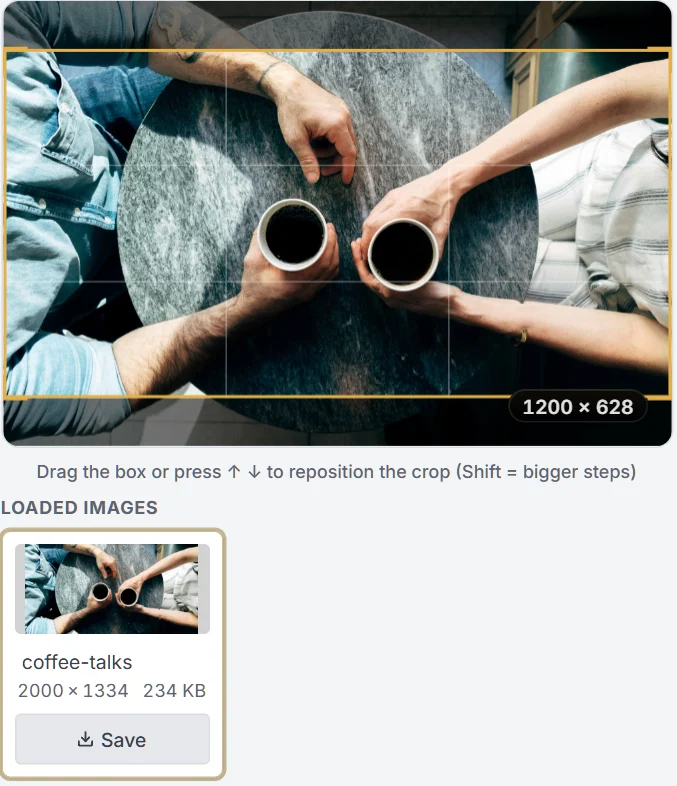 1200 × 628
Drag the box or press ↑ ↓ to reposition the crop (Shift = bigger steps)
LOADED IMAGES
coffee-talks
2000 × 1334 234 KB
Save